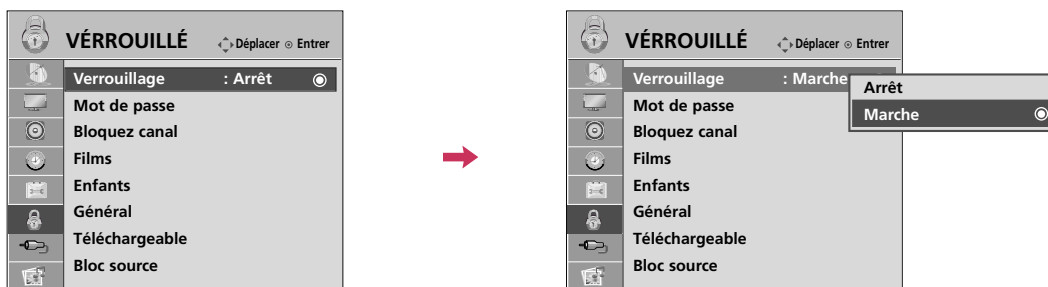 VÉRROUILLÉ Déplacer Entrer
Verrouillage : Arrêt
Mot de passe
Bloquez canal
Films
Enfants
Général
Téléchargeable
Bloc source
VÉRROUILLÉ Déplacer Entrer
Verrouillage : Marche
Mot de passe
Bloquez canal
Films
Enfants
Général
Téléchargeable
Bloc source
Arrêt
Marche